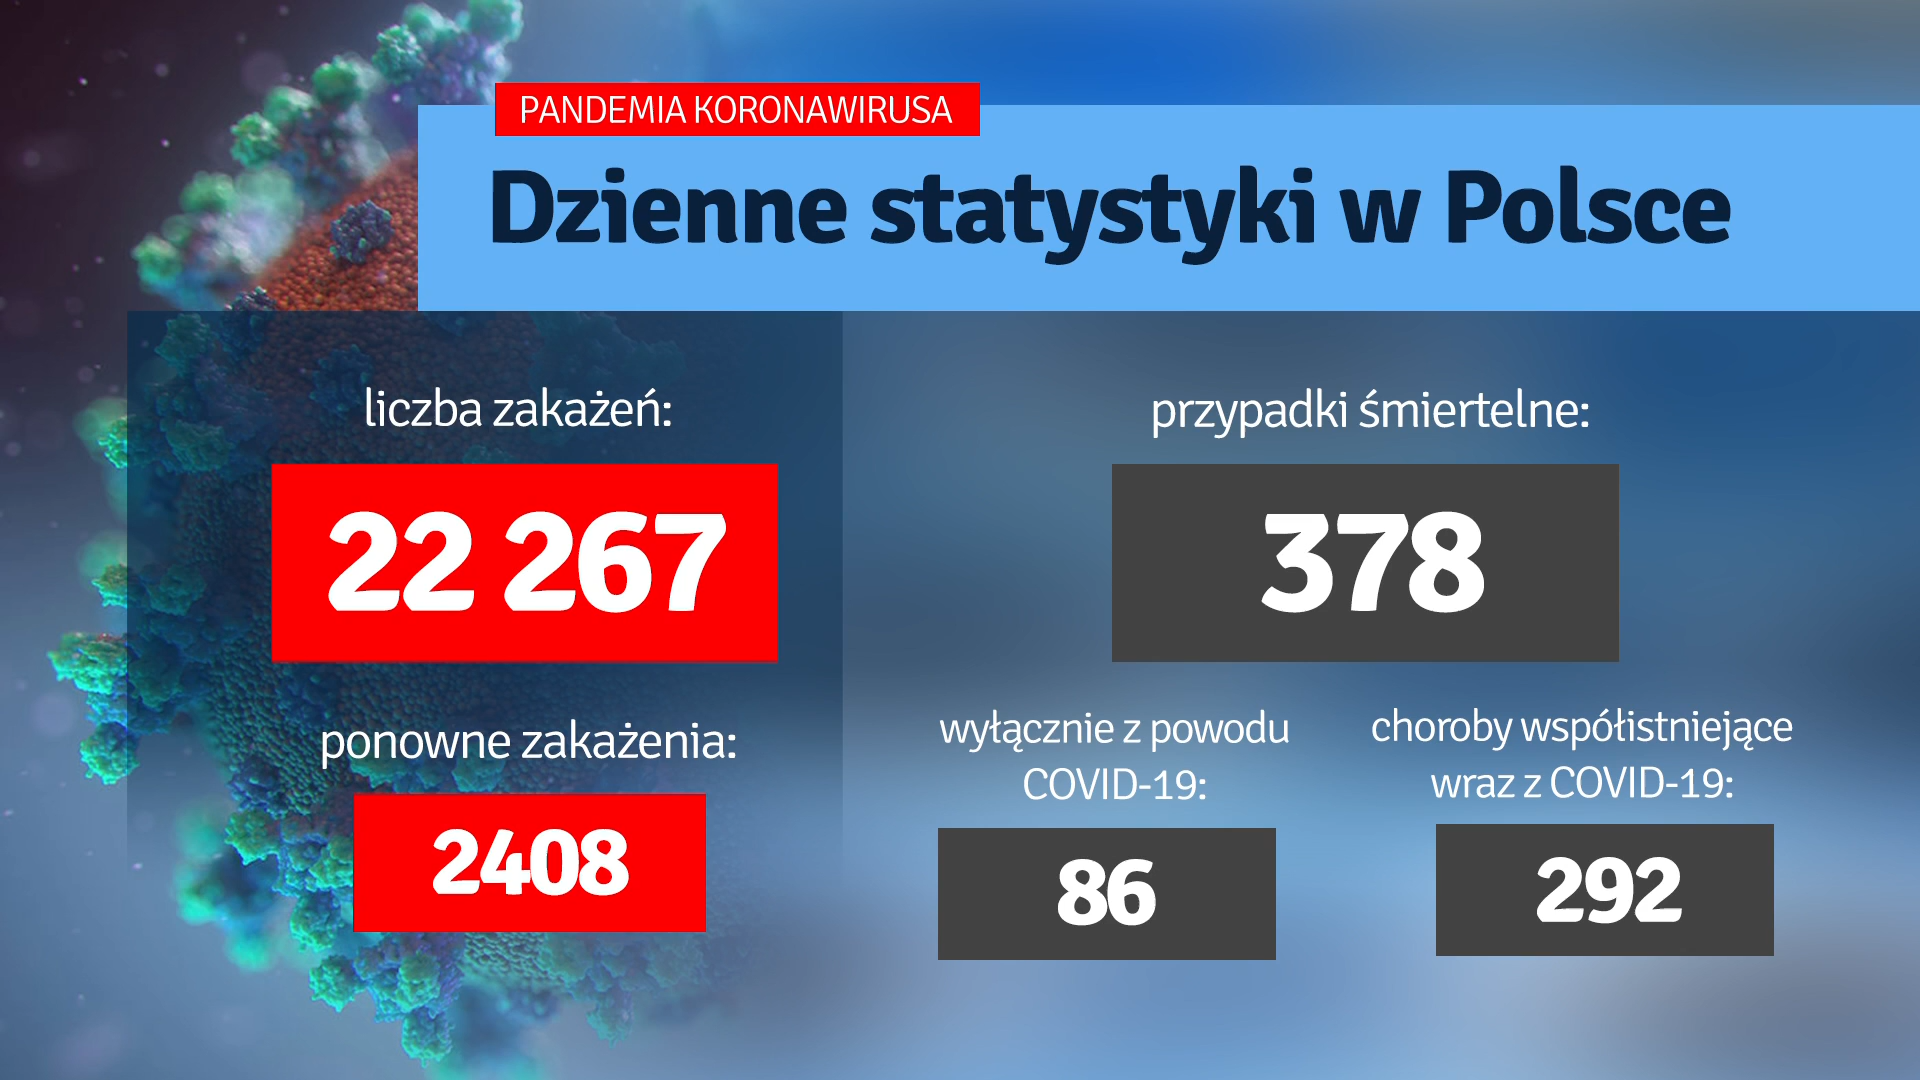 PANDEMIA KORONAWIRUSA
Dzienne statystyki w Polsce
liczba zakażeń:
22 267
ponowne zakażenia:
2408
przypadki śmiertelne:
378
wyłącznie z powodu
COVID-19:
86
choroby współistniejące
wraz z COVID-19:
292